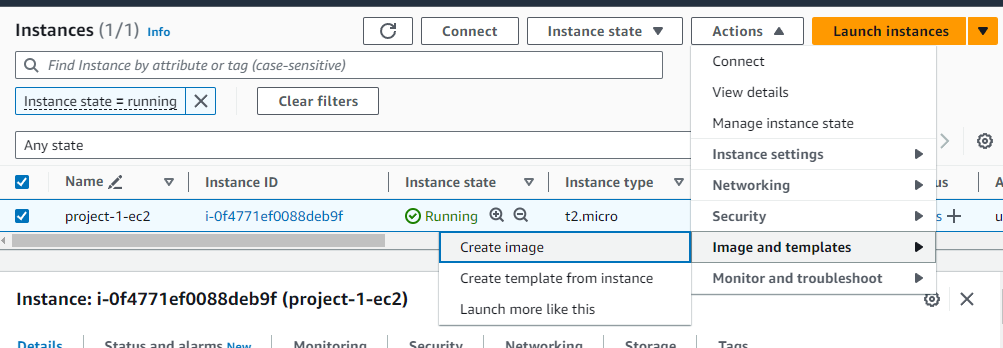 Instances (1/1) Info
Connect
Instance state
Actions
Launch instances
Find Instance by attribute or tag (case-sensitive)
Instance state = running
Clear filters
Any state
Connect
View details
Manage instance state
Instance settings
Networking
Security
Image and templates
Monitor and troubleshoot
Name
Instance ID
Instance state
Instance type
project-1-ec2
i-0f4771ef0088deb9f
Running
t2.micro
Create image
Create template from instance
Launch more like this
Instance: i-0f4771ef0088deb9f (project-1-ec2)
Details
Status and alarms New
Monitoring
Security
Networking
Storage
Tags